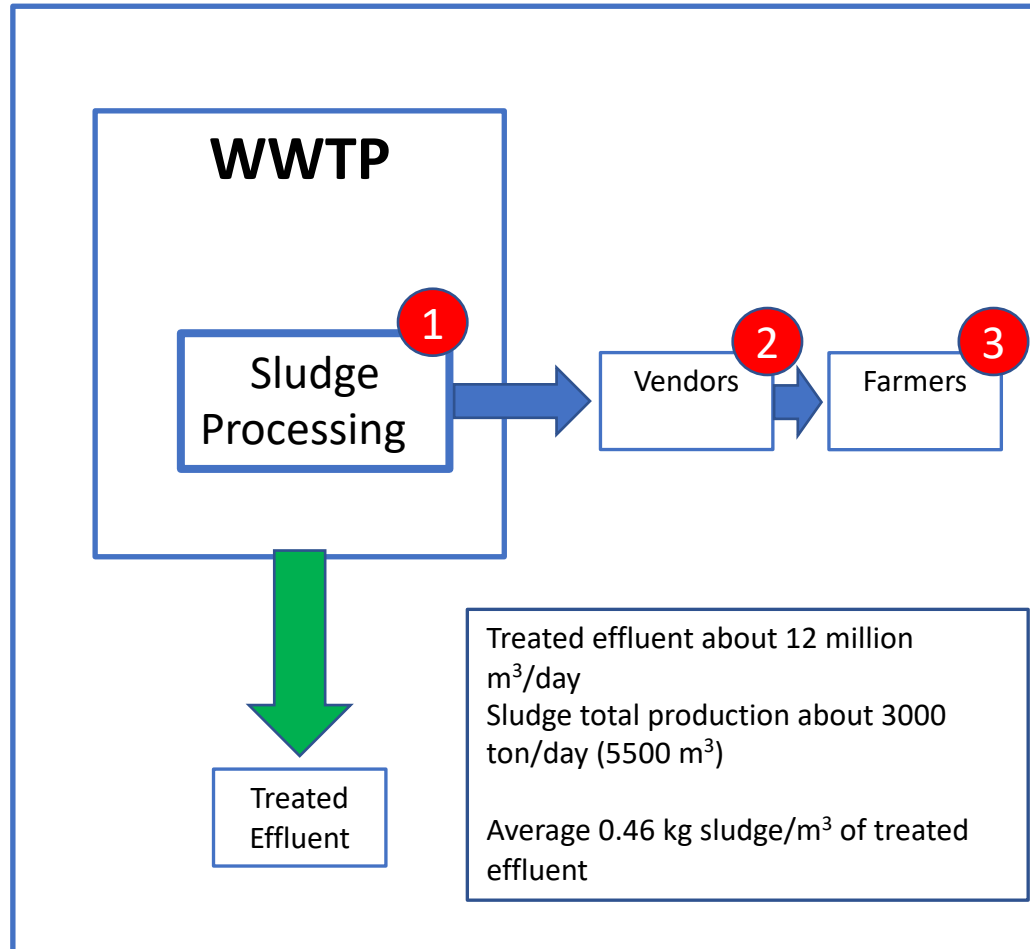 WWTP
1
Sludge
Processing
2
Vendors
3
Farmers
Treated
Effluent
Treated effluent about 12 million
m³/day
Sludge total production about 3000
ton/day (5500 m³)
Average 0.46 kg sludge/m³ of treated
effluent